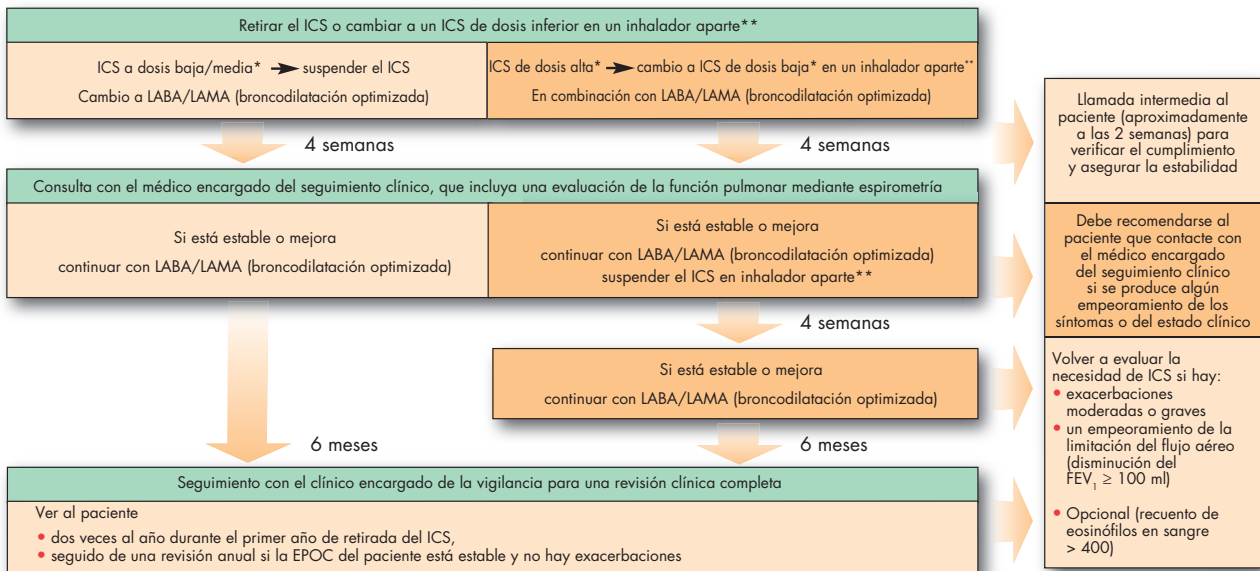 Retirar el ICS o cambiar a un ICS de dosis inferior en un inhalador aparte**
ICS a dosis baja/media* → suspender el ICS
Cambio a LABA/LAMA (broncodilatación optimizada)
ICS de dosis alta* → cambio a ICS de dosis baja* en un inhalador aparte**
En combinación con LABA/LAMA (broncodilatación optimizada)
4 semanas
4 semanas
Llamada intermedia al
paciente (aproximadamente
a las 2 semanas) para
verificar el cumplimiento
y asegurar la estabilidad
Consulta con el médico encargado del seguimiento clínico, que incluya una evaluación de la función pulmonar mediante espirometría
Si está estable o mejora
continuar con LABA/LAMA (broncodilatación optimizada)
Si está estable o mejora
continuar con LABA/LAMA (broncodilatación optimizada)
suspender el ICS en inhalador aparte**
Debe recomendarse al
paciente que contacte con
el médico encargado
del seguimiento clínico
si se produce algún
empeoramiento de los
síntomas o del estado clínico
4 semanas
Si está estable o mejora
continuar con LABA/LAMA (broncodilatación optimizada)
Volver a evaluar la
necesidad de ICS si hay:
• exacerbaciones
moderadas o graves
• un empeoramiento de la
limitación del flujo aéreo
(disminución del
FEV₁ ≥ 100 ml)
• Opcional (recuento de
eosinófilos en sangre
> 400)
6 meses
6 meses
Seguimiento con el clínico encargado de la vigilancia para una revisión clínica completa
Ver al paciente
• dos veces al año durante el primer año de retirada del ICS,
• seguido de una revisión anual si la EPOC del paciente está estable y no hay exacerbaciones